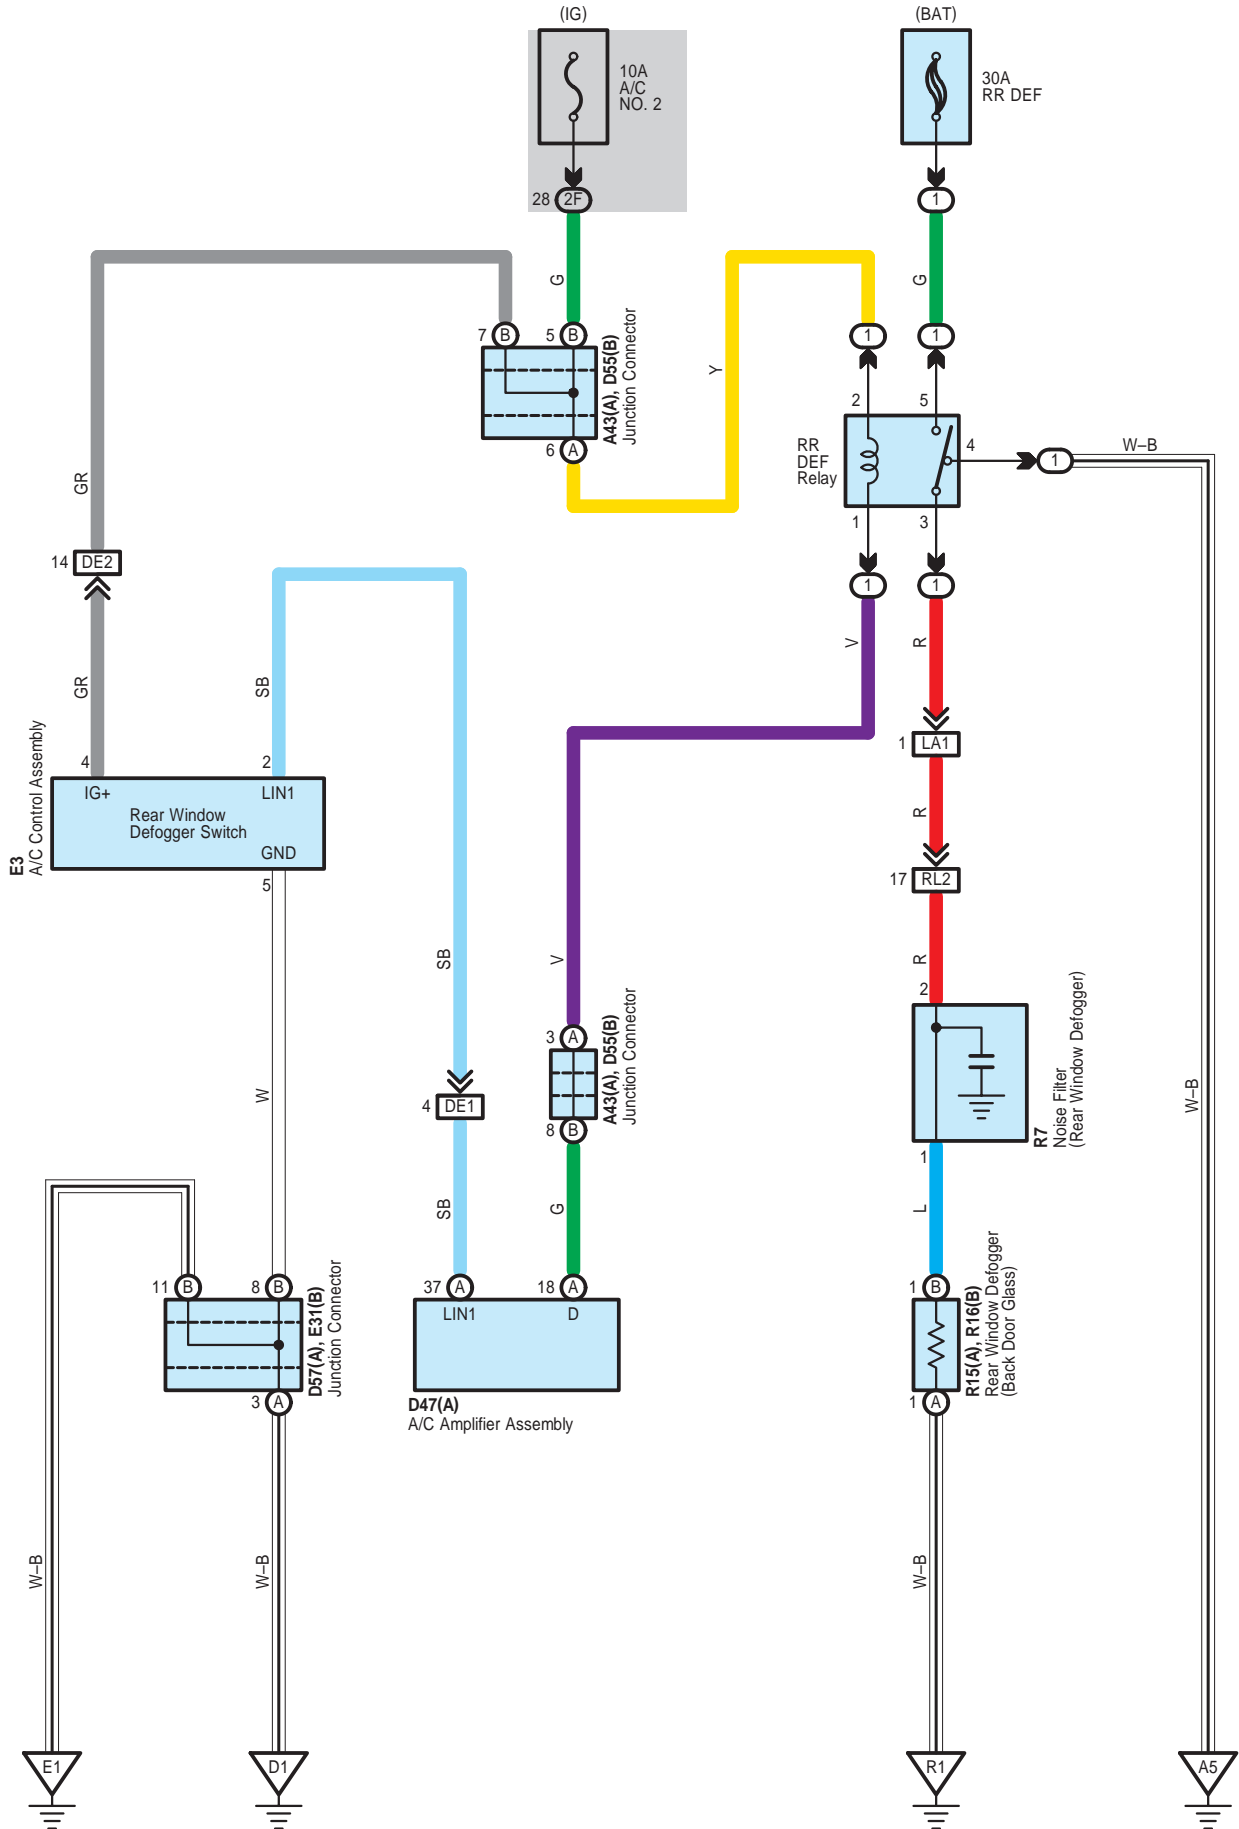 (IG)
(BAT)
10A
A/C
NO. 2
30A
RR DEF
28
2F
1
G
G
7
B
5
B
1
1
A43(A), D55(B)
Junction Connector
Y
2
5
RR
DEF
Relay
4
1
W–B
6
A
GR
1
3
14
DE2
1
1
V
R
GR
SB
1
LA1
E3
A/C Control Assembly
4
2
IG+
LIN1
Rear Window
Defogger Switch
GND
5
R
17
RL2
SB
V
R
2
3
A
A43(A), D55(B)
Junction Connector
R7
Noise Filter
(Rear Window Defogger)
W
4
DE1
W–B
8
B
1
SB
G
L
11
B
8
B
37
A
18
A
1
B
D57(A), E31(B)
Junction Connector
LIN1
D
R15(A), R16(B)
Rear Window Defogger
(Back Door Glass)
3
A
D47(A)
A/C Amplifier Assembly
1
A
W–B
W–B
W–B
E1
D1
R1
A5